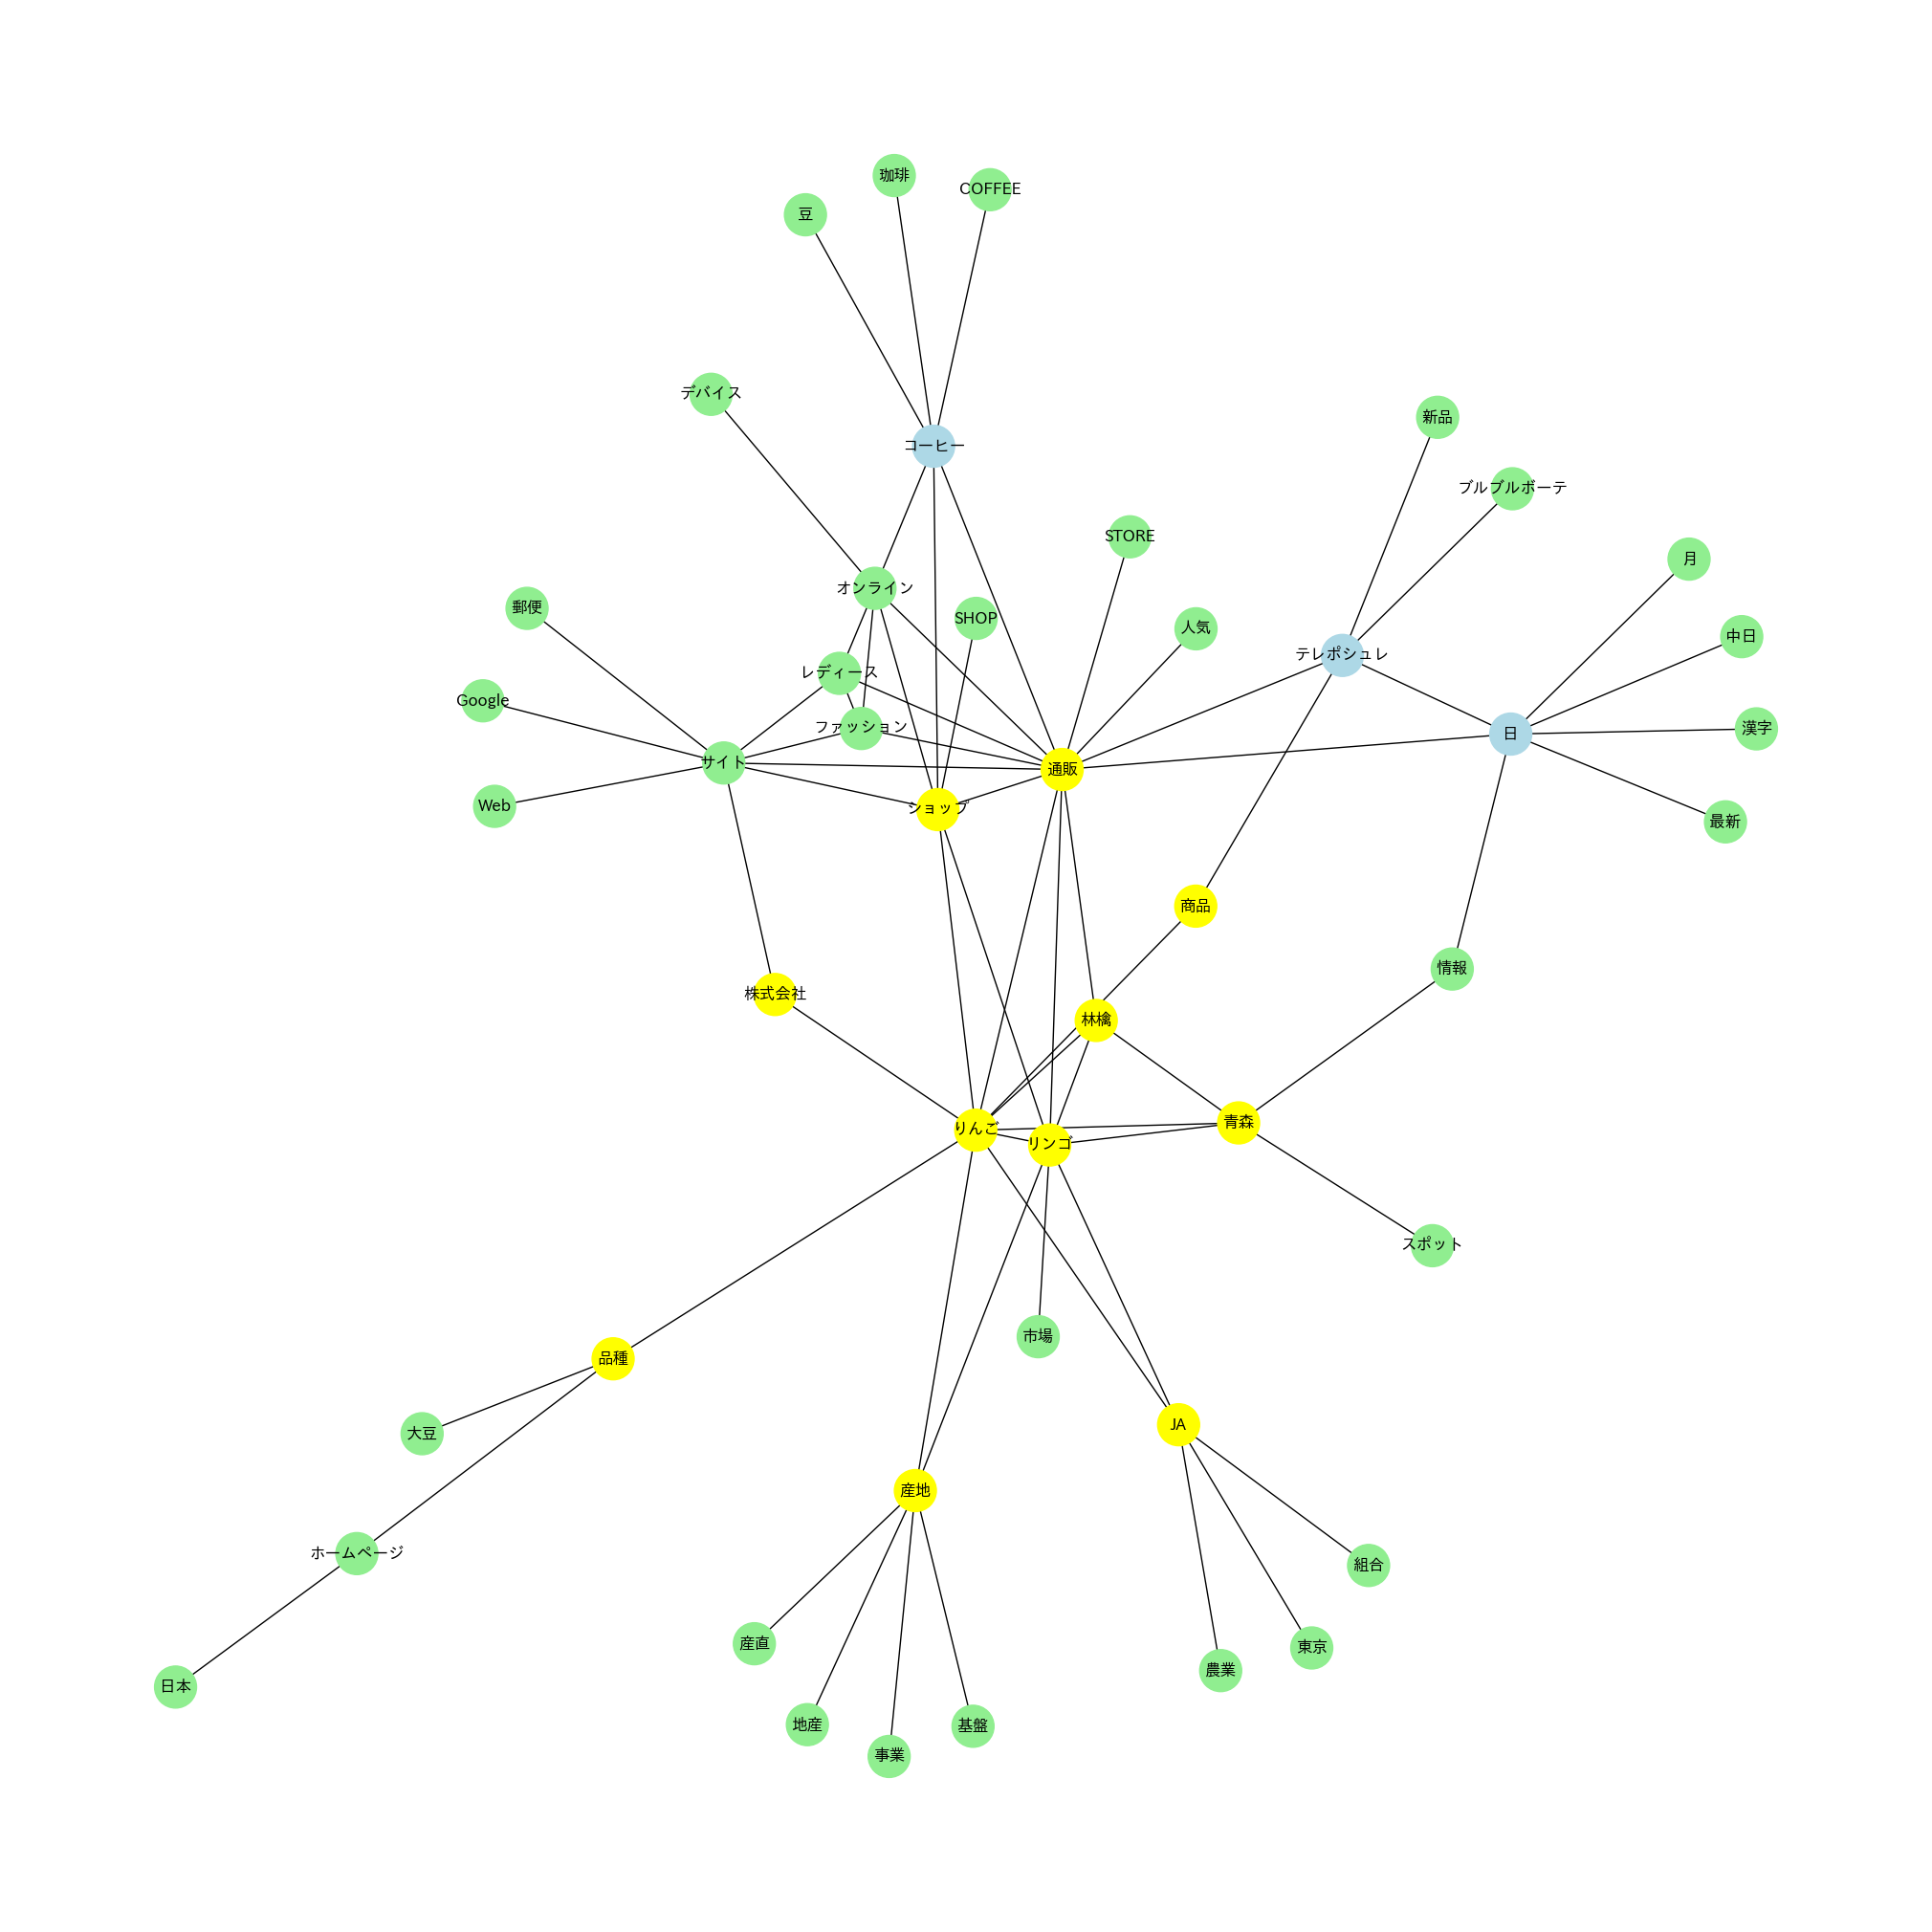 珈琲
COFFEE
豆
デバイス
新品
コーヒー
ブルブルボーテ
STORE
月
オンライン
郵便
SHOP
人気
中日
テレポシュレ
レディース
Google
ファッション
漢字
日
サイト
通販
Web
ショップ
最新
商品
情報
株式会社
林檎
青森
りんご
リンゴ
スポット
市場
品種
JA
大豆
産地
ホームページ
組合
産直
東京
農業
日本
地産
基盤
事業